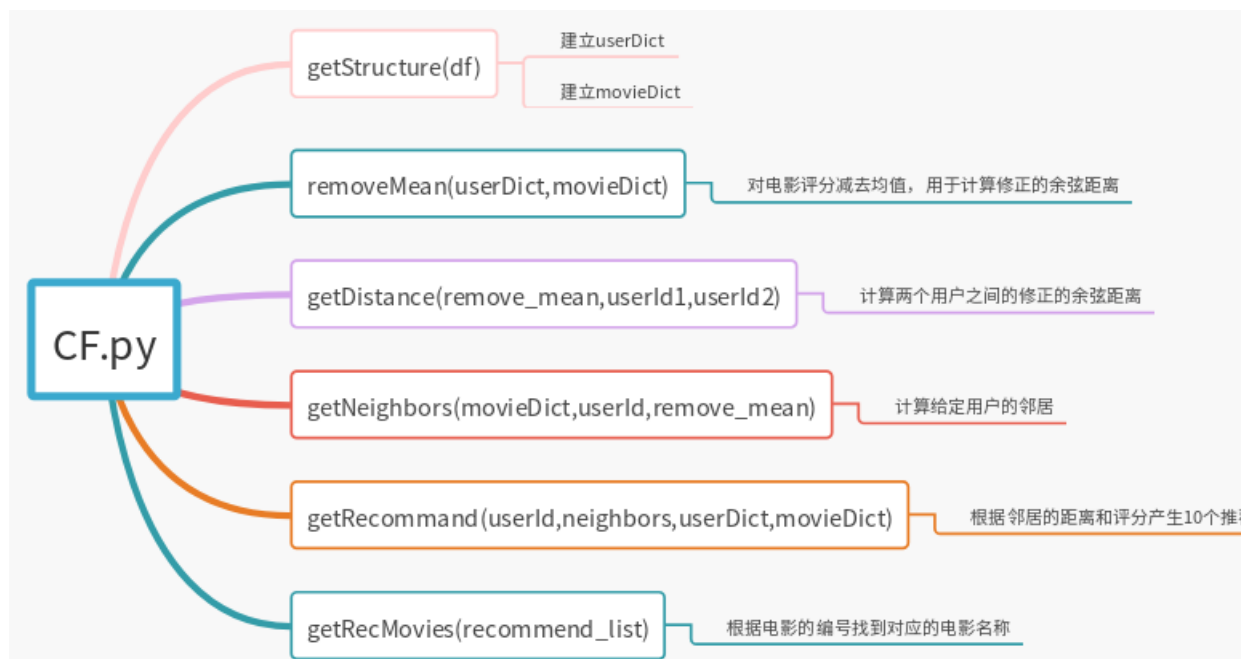 建立userDict
getStructure(df)
建立movieDict
removeMean(userDict,movieDict)
对电影评分减去均值，用于计算修正的余弦距离
getDistance(remove_mean,userId1,userId2)
计算两个用户之间的修正的余弦距离
CF.py
getNeighbors(movieDict,userId,remove_mean)
计算给定用户的邻居
getRecommand(userId,neighbors,userDict,movieDict)
根据邻居的距离和评分产生10个推
getRecMovies(recommend_list)
根据电影的编号找到对应的电影名称